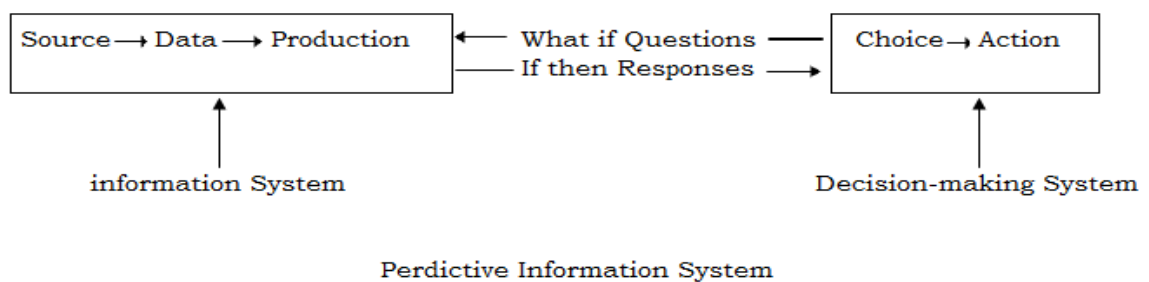 Source → Data → Production
What if Questions
If then Responses
Choice → Action
information System
Decision-making System
Perdictive Information System